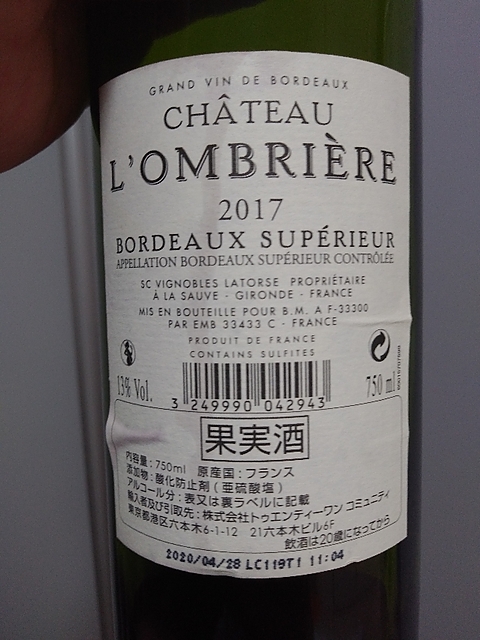 GRAND VIN DE BORDEAUX
CHÂTEAU
L'OMBRIÈRE
2017
BORDEAUX SUPÉRIEUR
APPELLATION BORDEAUX SUPÉRIEUR CONTRÔLÉE
SC VIGNOBLES LATORSE PROPRIÉTAIRE
À LA SAUVE - GIRONDE - FRANCE
MIS EN BOUTEILLE POUR B.M. A F-33300
PAR EMB 33433 C - FRANCE
PRODUIT DE FRANCE
CONTAINS SULFITES
13% Vol.
750 ml
3 249990 042943
果実酒
内容量：750ml 原産国：フランス
添加物：酸化防止剤（亜硫酸塩）
アルコール分：表又は裏ラベルに記載
輸入者及び引取先：株式会社トゥエンティーワン コミュニティ
東京都港区六本木6-1-12 21六本木ビル6F
飲酒は20歳になってから
2020/04/28 LC119T1 11:04